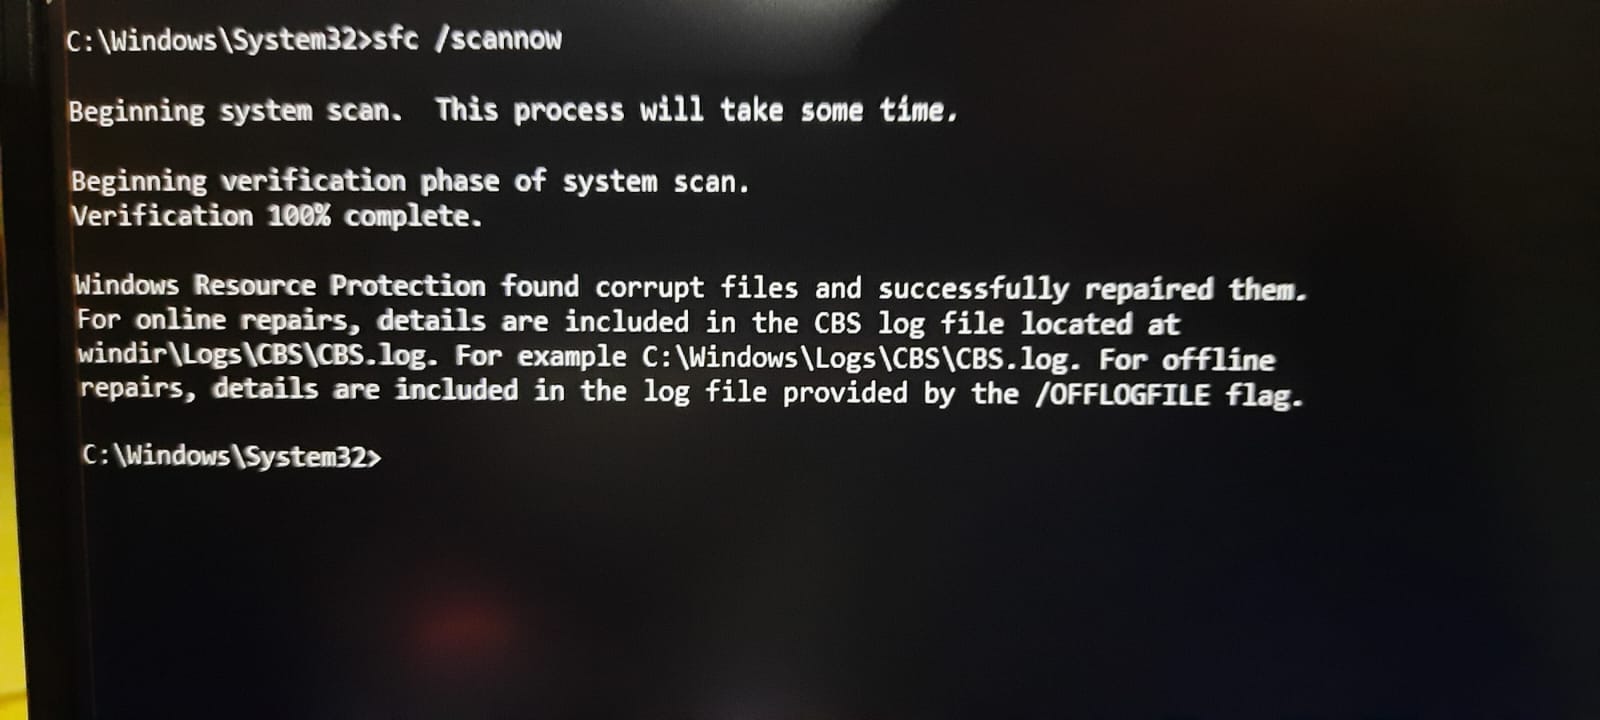 C:\Windows\System32>sfc /scannow
Beginning system scan.  This process will take some time.
Beginning verification phase of system scan.
Verification 100% complete.
Windows Resource Protection found corrupt files and successfully repaired them.
For online repairs, details are included in the CBS log file located at
windir\Logs\CBS\CBS.log. For example C:\Windows\Logs\CBS\CBS.log. For offline
repairs, details are included in the log file provided by the /OFFLOGFILE flag.
C:\Windows\System32>